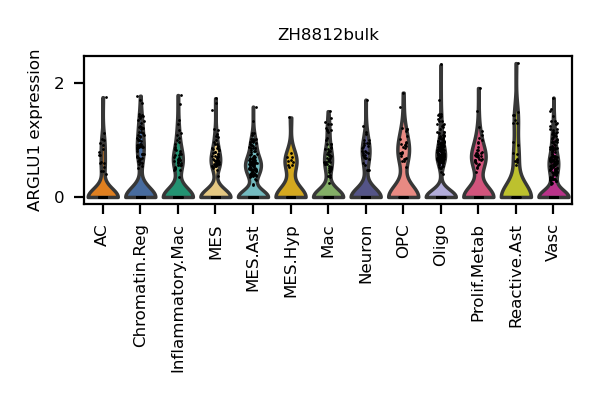 ZH8812bulk
ARGLU1 expression
2
0
AC
Chromatin.Reg
Inflammatory.Mac
MES
MES.Ast
MES.Hyp
Mac
Neuron
OPC
Oligo
Prolif.Metab
Reactive.Ast
Vasc